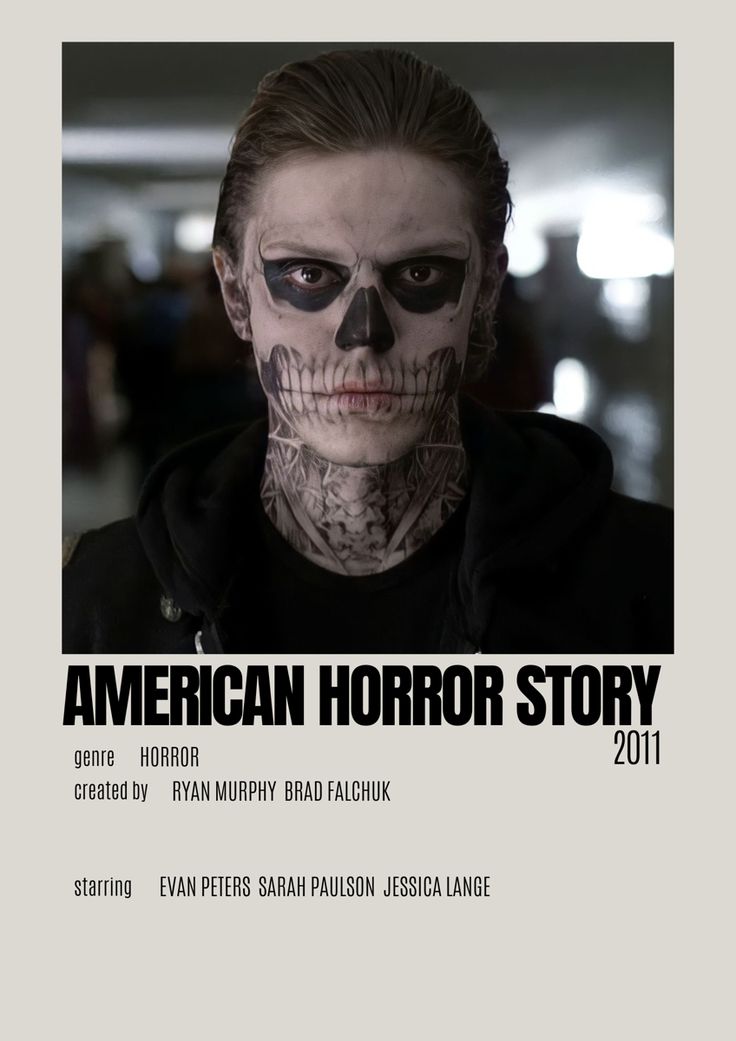 AMERICAN HORROR STORY
2011
genre HORROR
created by RYAN MURPHY BRAD FALCHUK
starring EVAN PETERS SARAH PAULSON JESSICA LANGE